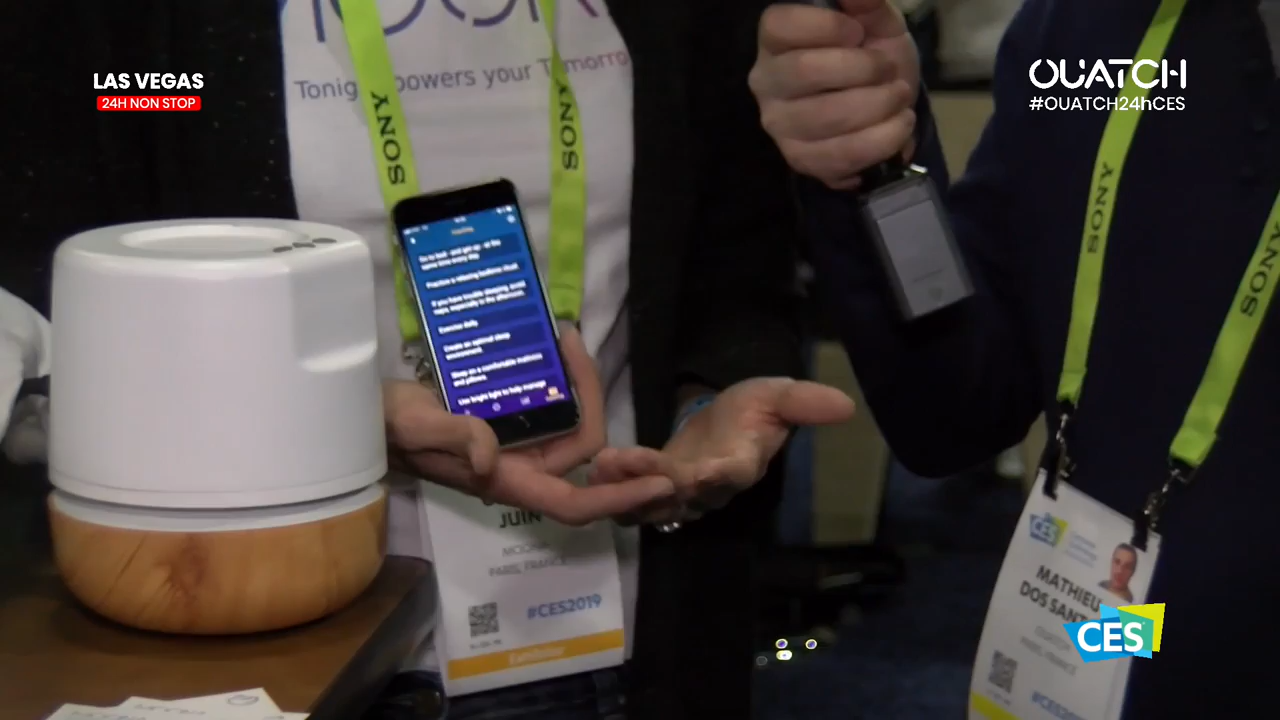 LAS VEGAS
24H NON STOP
OUATCH
#OUATCH24hCES
powers your
SONY
SONY
SONY
SONY
Go to bed - and get up - at the
same time every day.
Practice a relaxing bedtime ritual.
If you have trouble sleeping, avoid
naps, especially in the afternoon.
Exercise daily.
Create an optimal sleep
environment.
Sleep on a comfortable mattress
and pillows.
Use bright light to help manage
JUIN
PARIS, FRANCE
#CES2019
Exhibitor
CES
MATHIEU
DOS
CES
PARIS, FRANCE